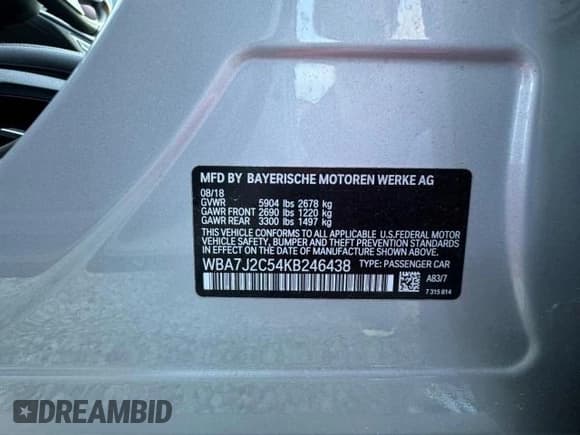 MFD BY BAYERISCHE MOTOREN WERKE AG
08/18
GVWR 5904 lbs 2678 kg
GAWR FRONT 2690 lbs 1220 kg
GAWR REAR 3300 lbs 1497 kg
THIS VEHICLE CONFORMS TO ALL APPLICABLE U.S.FEDERAL MOTOR
VEHICLE SAFETY, BUMPER AND THEFT PREVENTION STANDARDS
IN EFFECT ON THE DATE OF MANUFACTURE SHOWN ABOVE.
WBA7J2C54KB246438 TYPE: PASSENGER CAR
A83/7
7 315 814
DREAMBID